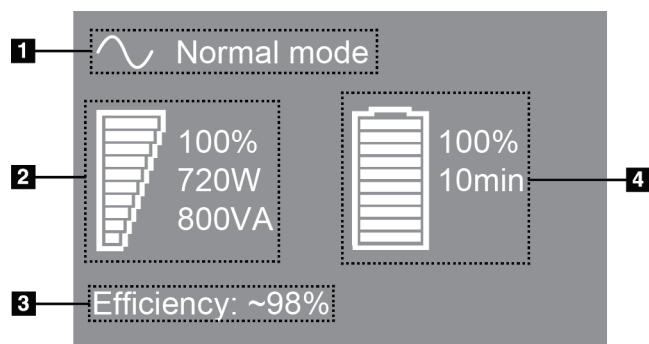 1
Normal mode
2
100%
720W
800VA
100%
10min
4
3
Efficiency: ~98%